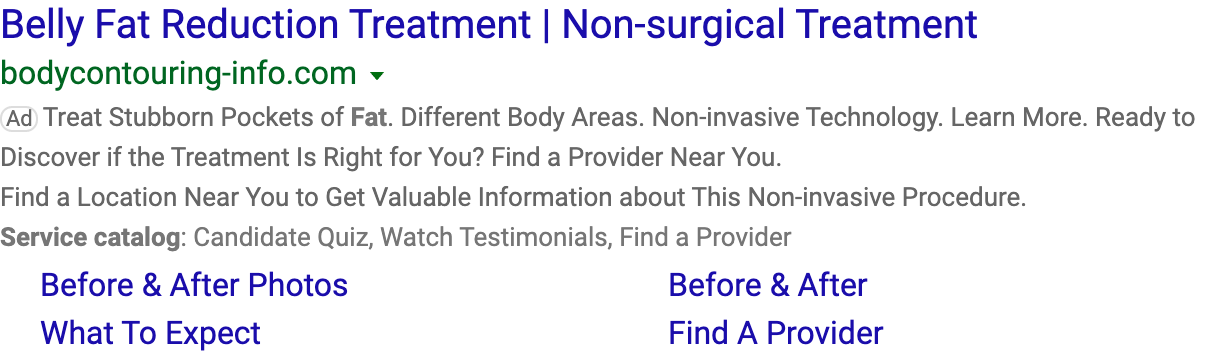 Belly Fat Reduction Treatment | Non-surgical Treatment
bodycontouring-info.com
Ad Treat Stubborn Pockets of Fat. Different Body Areas. Non-invasive Technology. Learn More. Ready to
Discover if the Treatment Is Right for You? Find a Provider Near You.
Find a Location Near You to Get Valuable Information about This Non-invasive Procedure.
Service catalog: Candidate Quiz, Watch Testimonials, Find a Provider
Before & After Photos
Before & After
What To Expect
Find A Provider